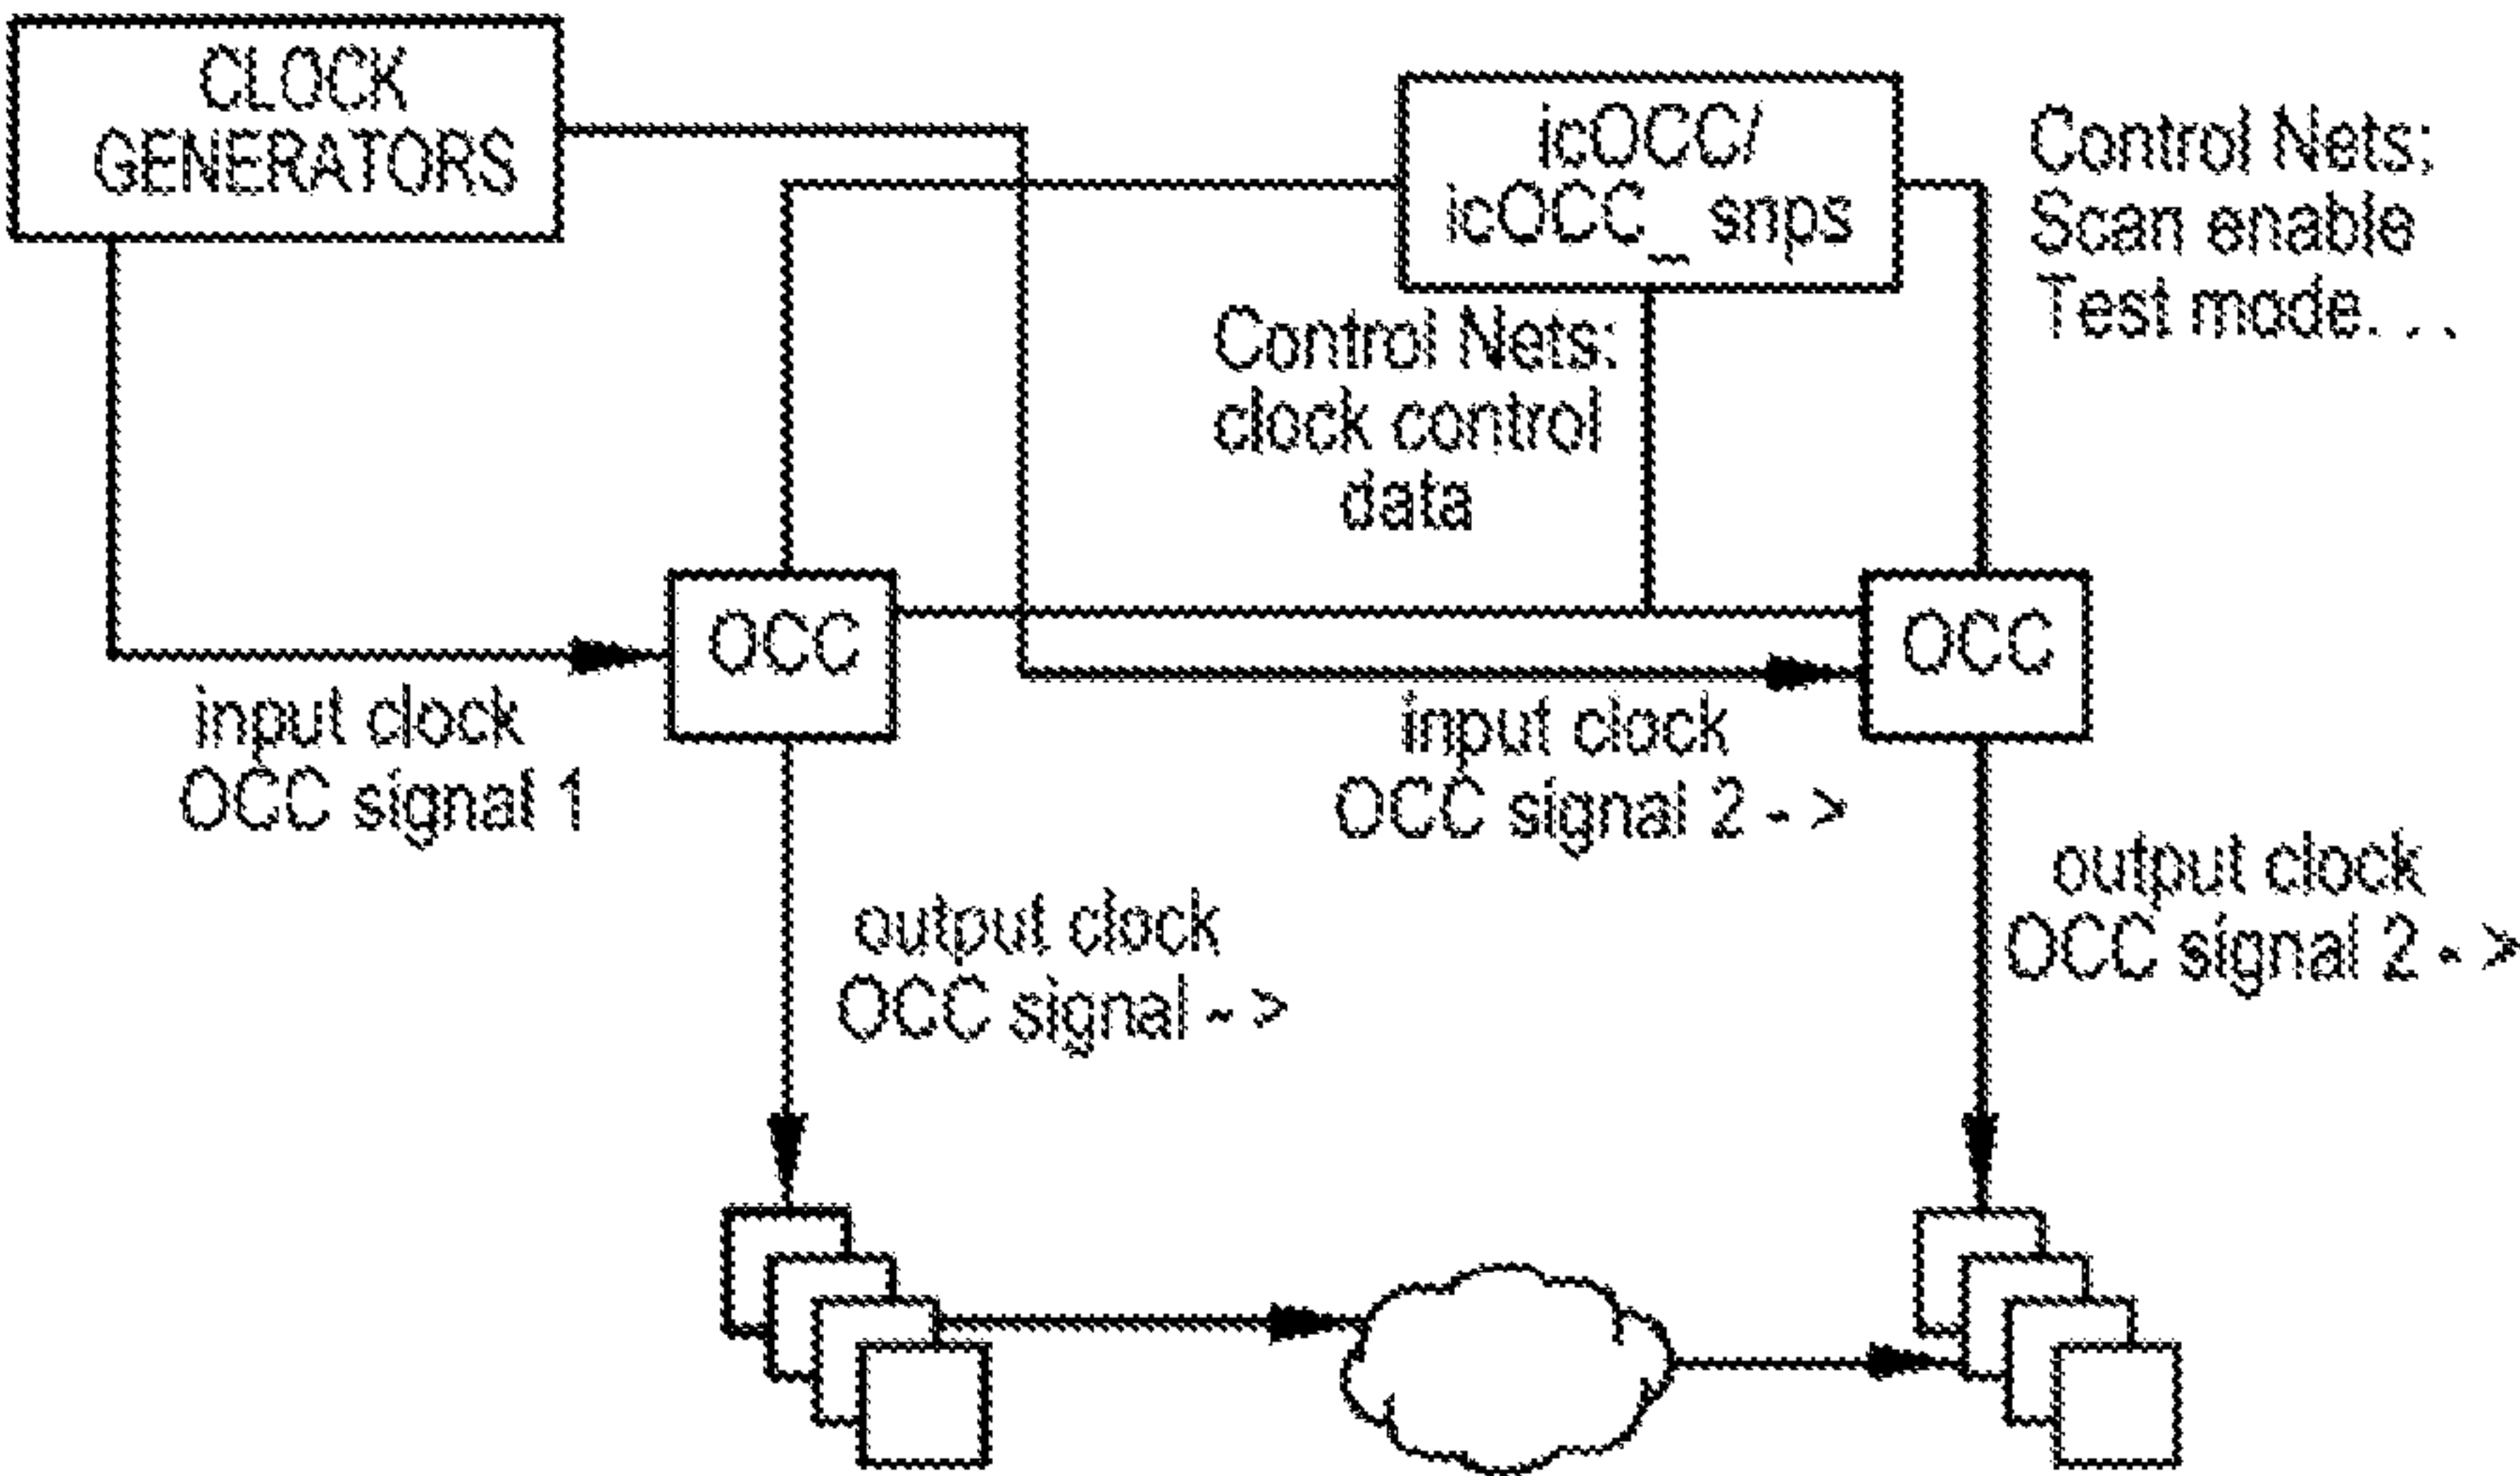 CLOCK
GENERATORS
icOCC/
icOCC_ snps
Control Nets:
Scan enable
Test mode. . .
Control Nets:
clock control
data
OCC
OCC
input clock
OCC signal 1
input clock
OCC signal 2 - >
output clock
OCC signal - >
output clock
OCC signal 2 - >